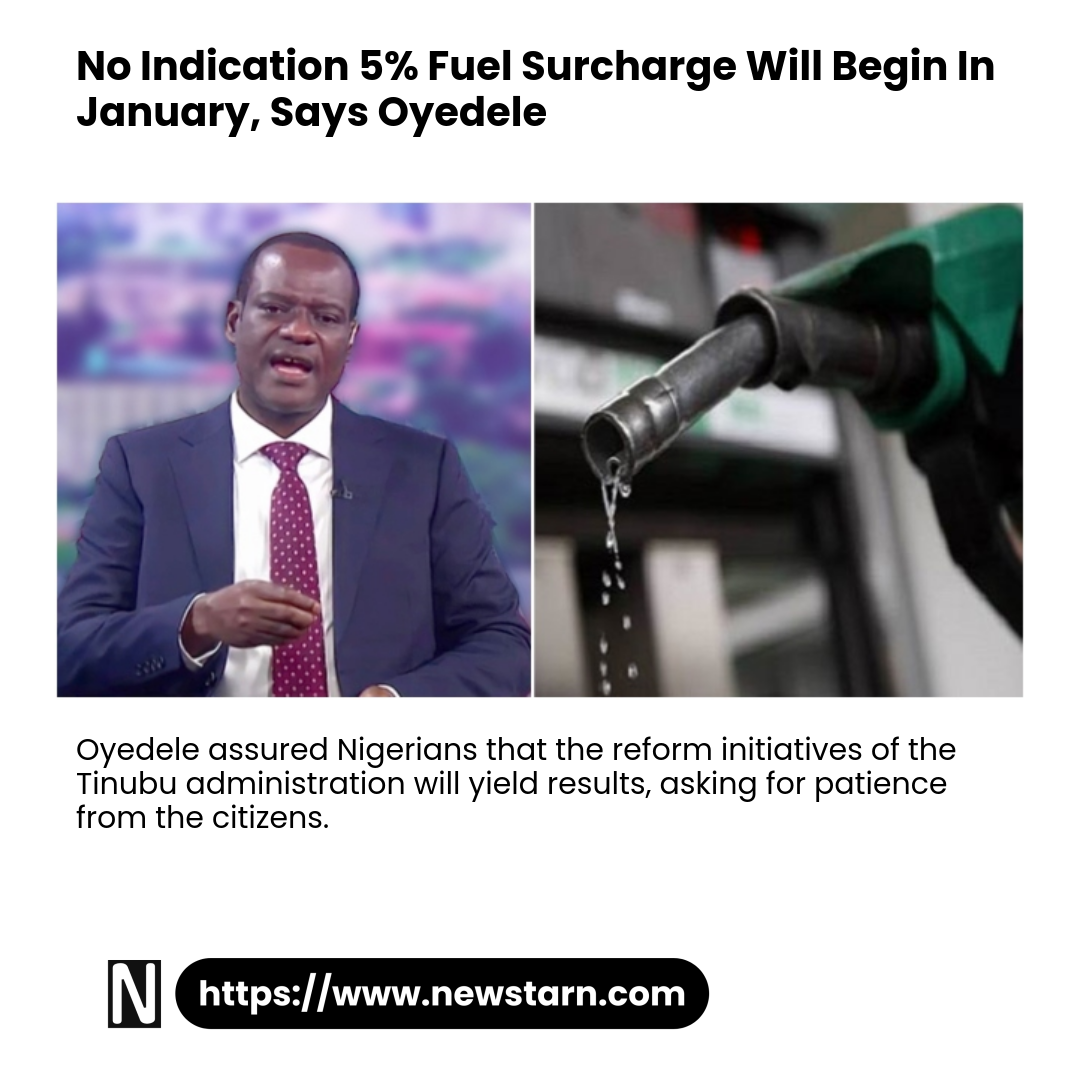 No Indication 5% Fuel Surcharge Will Begin In
January, Says Oyedele
Oyedele assured Nigerians that the reform initiatives of the
Tinubu administration will yield results, asking for patience
from the citizens.
N
https://www.newstarn.com